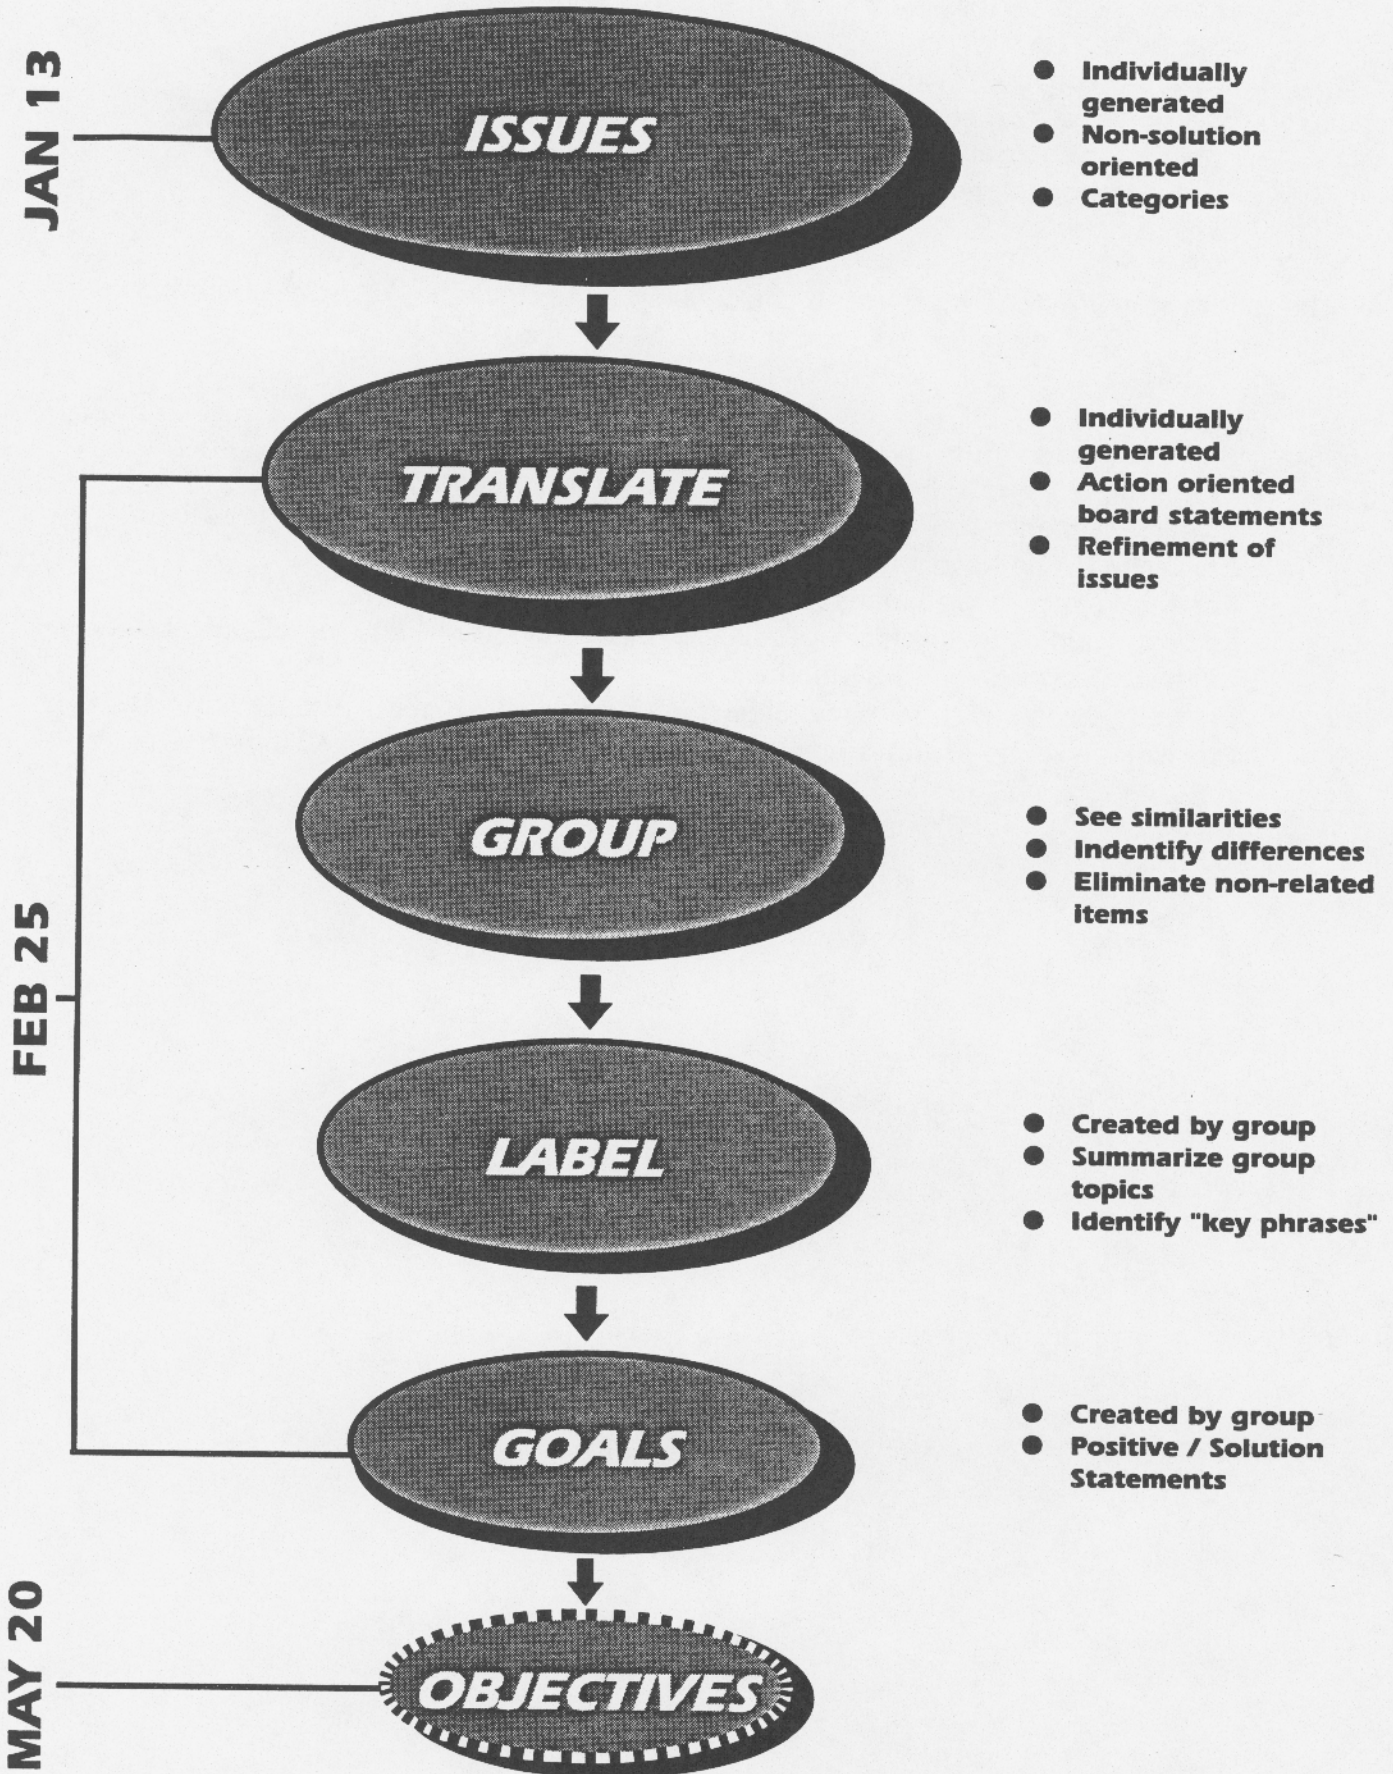 JAN 13
ISSUES
● Individually
generated
● Non-solution
oriented
● Categories
TRANSLATE
● Individually
generated
● Action oriented
board statements
● Refinement of
issues
FEB 25
GROUP
● See similarities
● Indentify differences
● Eliminate non-related
items
LABEL
● Created by group
● Summarize group
topics
● Identify "key phrases"
GOALS
● Created by group
● Positive / Solution
Statements
MAY 20
OBJECTIVES